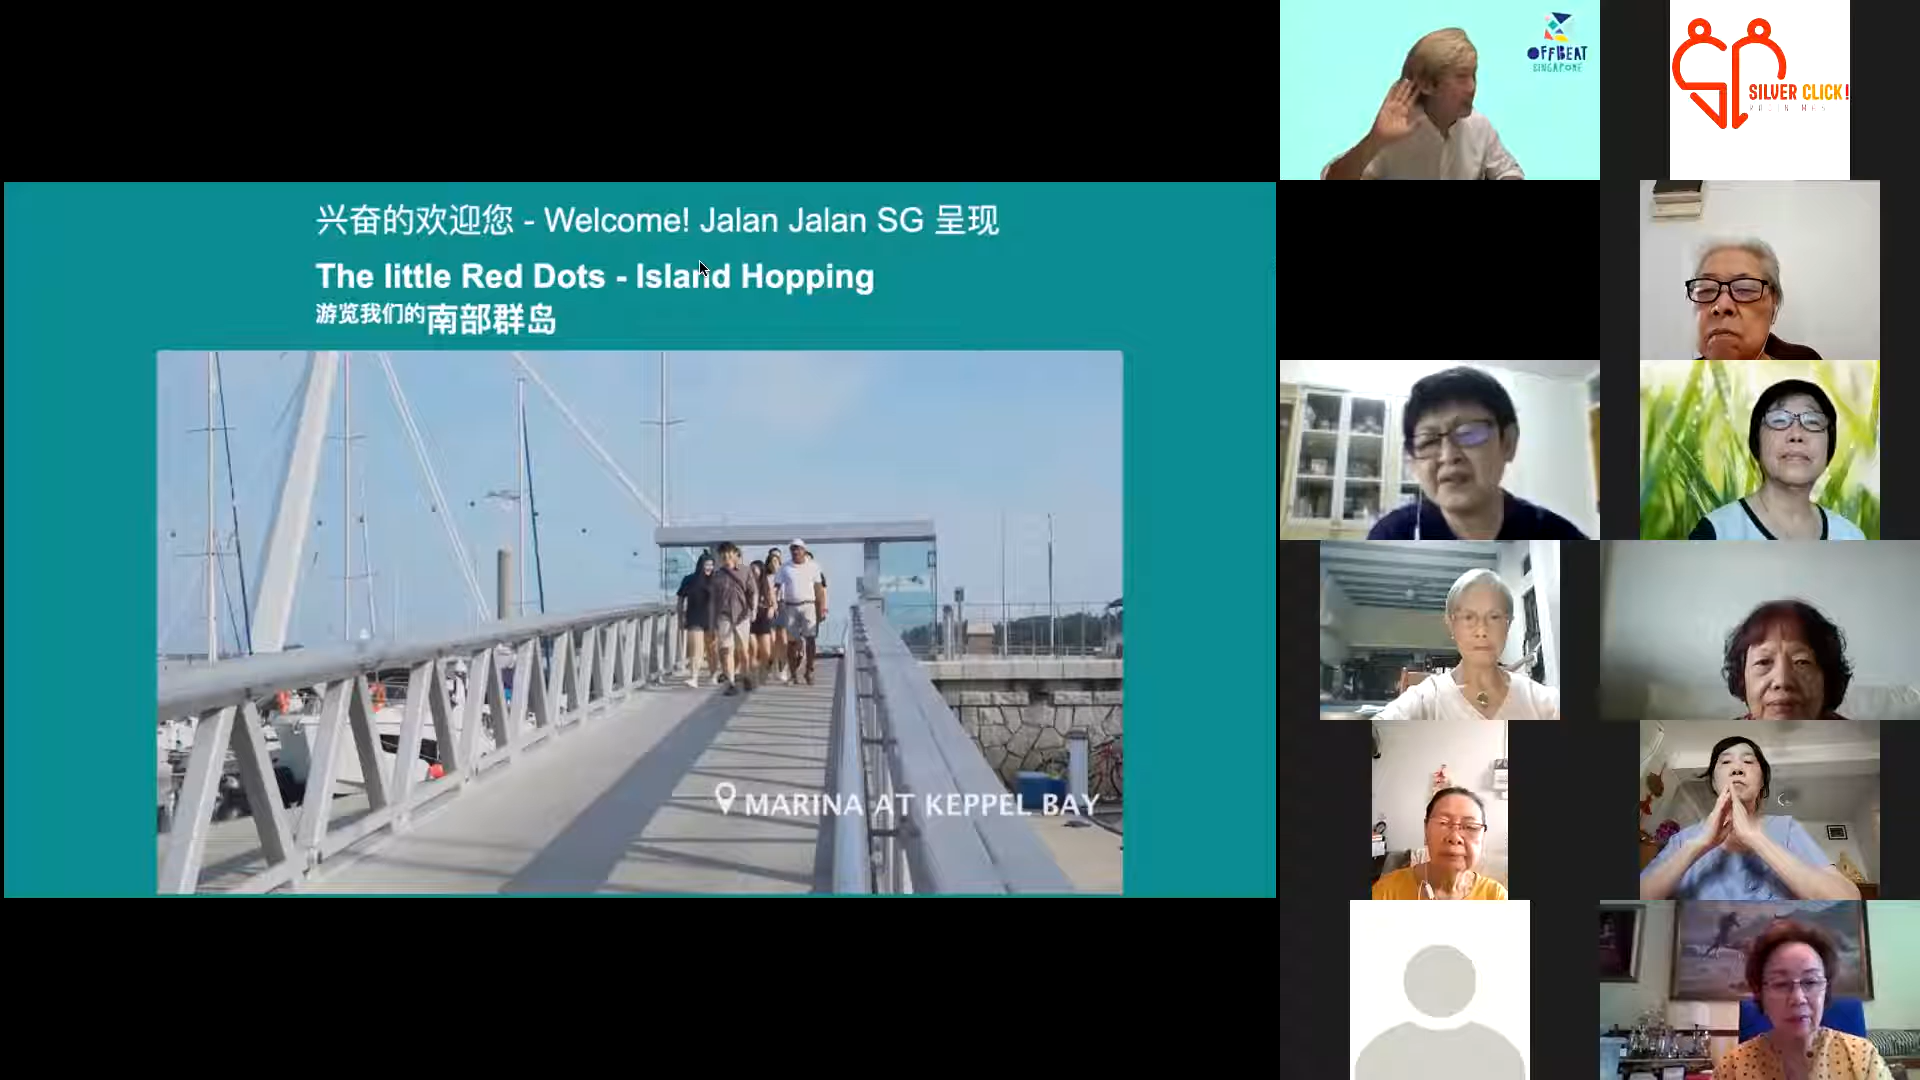 兴奋的欢迎您 - Welcome! Jalan Jalan SG 呈现
The little Red Dots - Island Hopping
游览我们的南部群岛
MARINA AT KEPPEL BAY
OFFBEAT
SINGAPORE
SILVER CLICK!